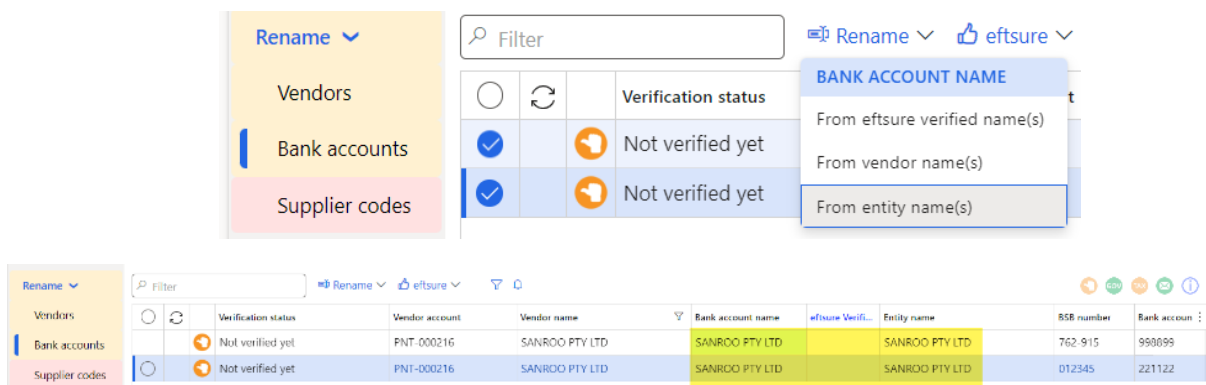 Rename
Filter
Rename eftsure
Vendors
BANK ACCOUNT NAME
Verification status t
From eftsure verified name(s)
Bank accounts
Not verified yet
From vendor name(s)
Supplier codes
Not verified yet
From entity name(s)
Rename Filter Rename eftsure
Vendors Verification status Vendor account Vendor name Bank account name eftsure Verifi... Entity name BSB number Bank accoun
Bank accounts Not verified yet PNT-000216 SANROO PTY LTD SANROO PTY LTD SANROO PTY LTD 762-915 998899
Supplier codes Not verified yet PNT-000216 SANROO PTY LTD SANROO PTY LTD SANROO PTY LTD 012345 221122